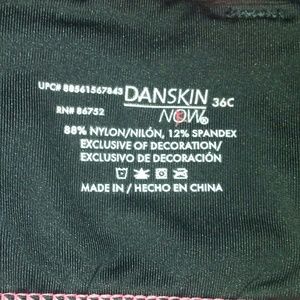 UPC# 88561567843
RN# 86752
DANSKIN
NOW®
36C
88% NYLON/NILÓN, 12% SPANDEX
EXCLUSIVE OF DECORATION/
EXCLUSIVO DE DECORACIÓN
MADE IN / HECHO EN CHINA